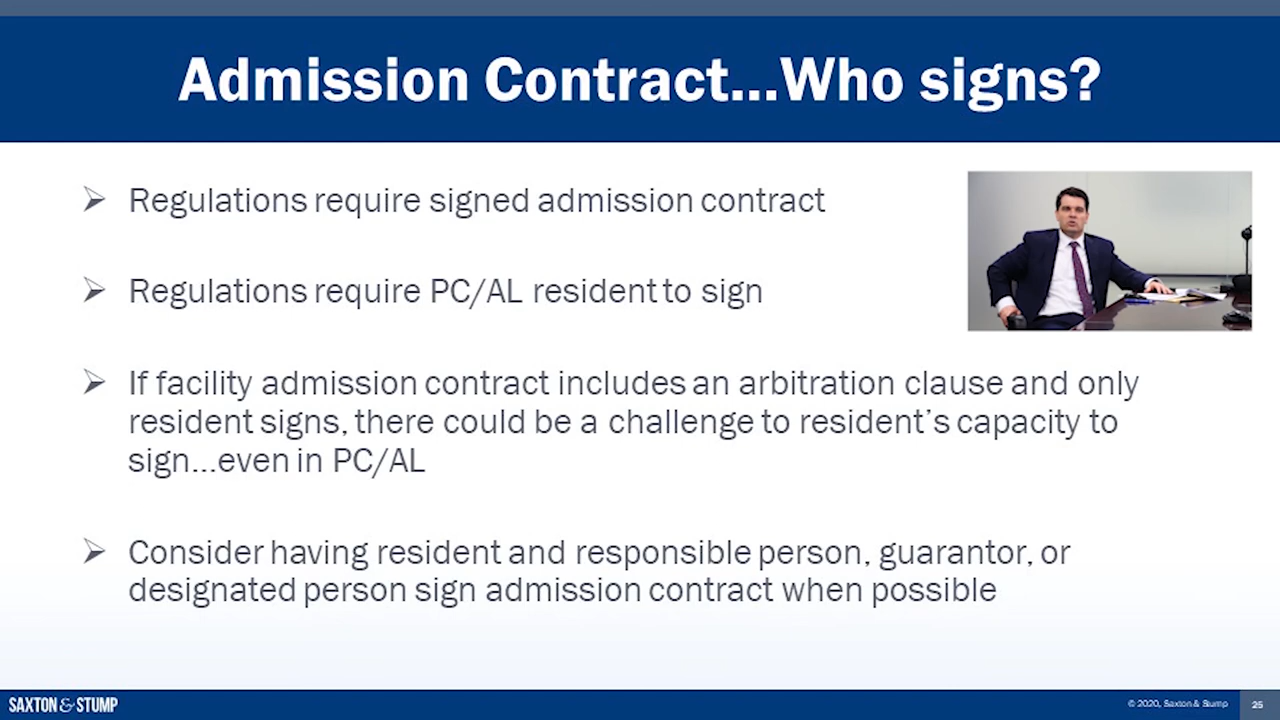 Admission Contract...Who signs?
Regulations require signed admission contract
Regulations require PC/AL resident to sign
If facility admission contract includes an arbitration clause and only
resident signs, there could be a challenge to resident's capacity to
sign...even in PC/AL
Consider having resident and responsible person, guarantor, or
designated person sign admission contract when possible
SAXTON & STUMP
© 2020, Saxton & Stump
25